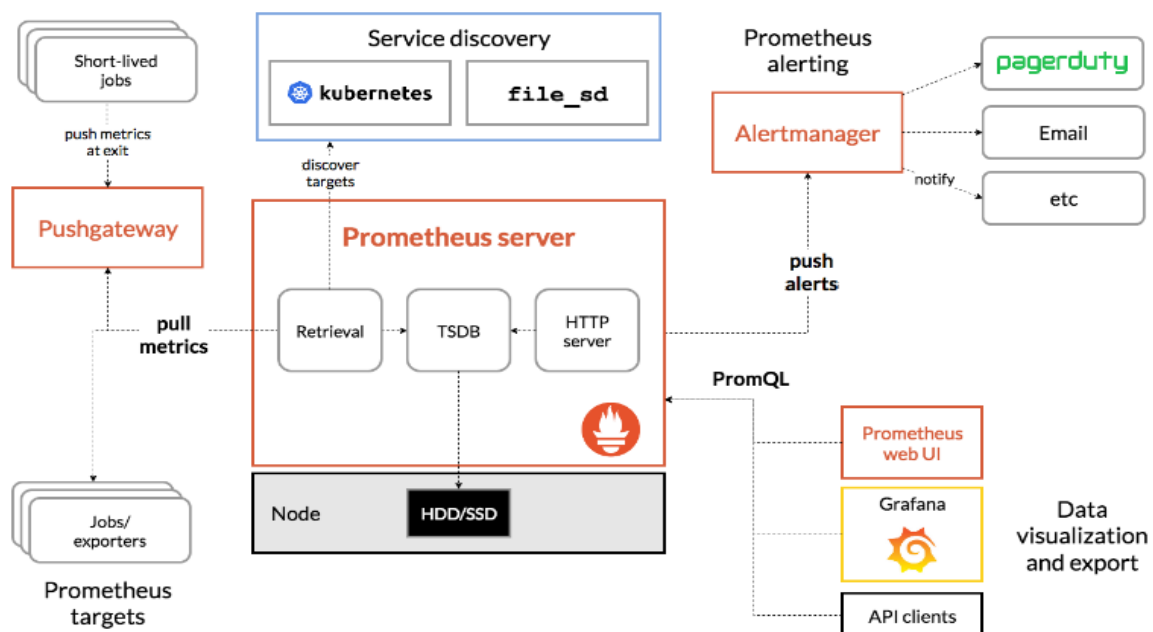 Short-lived
jobs
push metrics
at exit
Pushgateway
pull
metrics
Jobs/
exporters
Prometheus
targets
Service discovery
kubernetes
file_sd
discover
targets
Prometheus server
Retrieval
TSDB
HTTP
server
Node
HDD/SSD
Prometheus
alerting
Alertmanager
pagerduty
Email
notify
etc
push
alerts
PromQL
Prometheus
web UI
Grafana
API clients
Data
visualization
and export